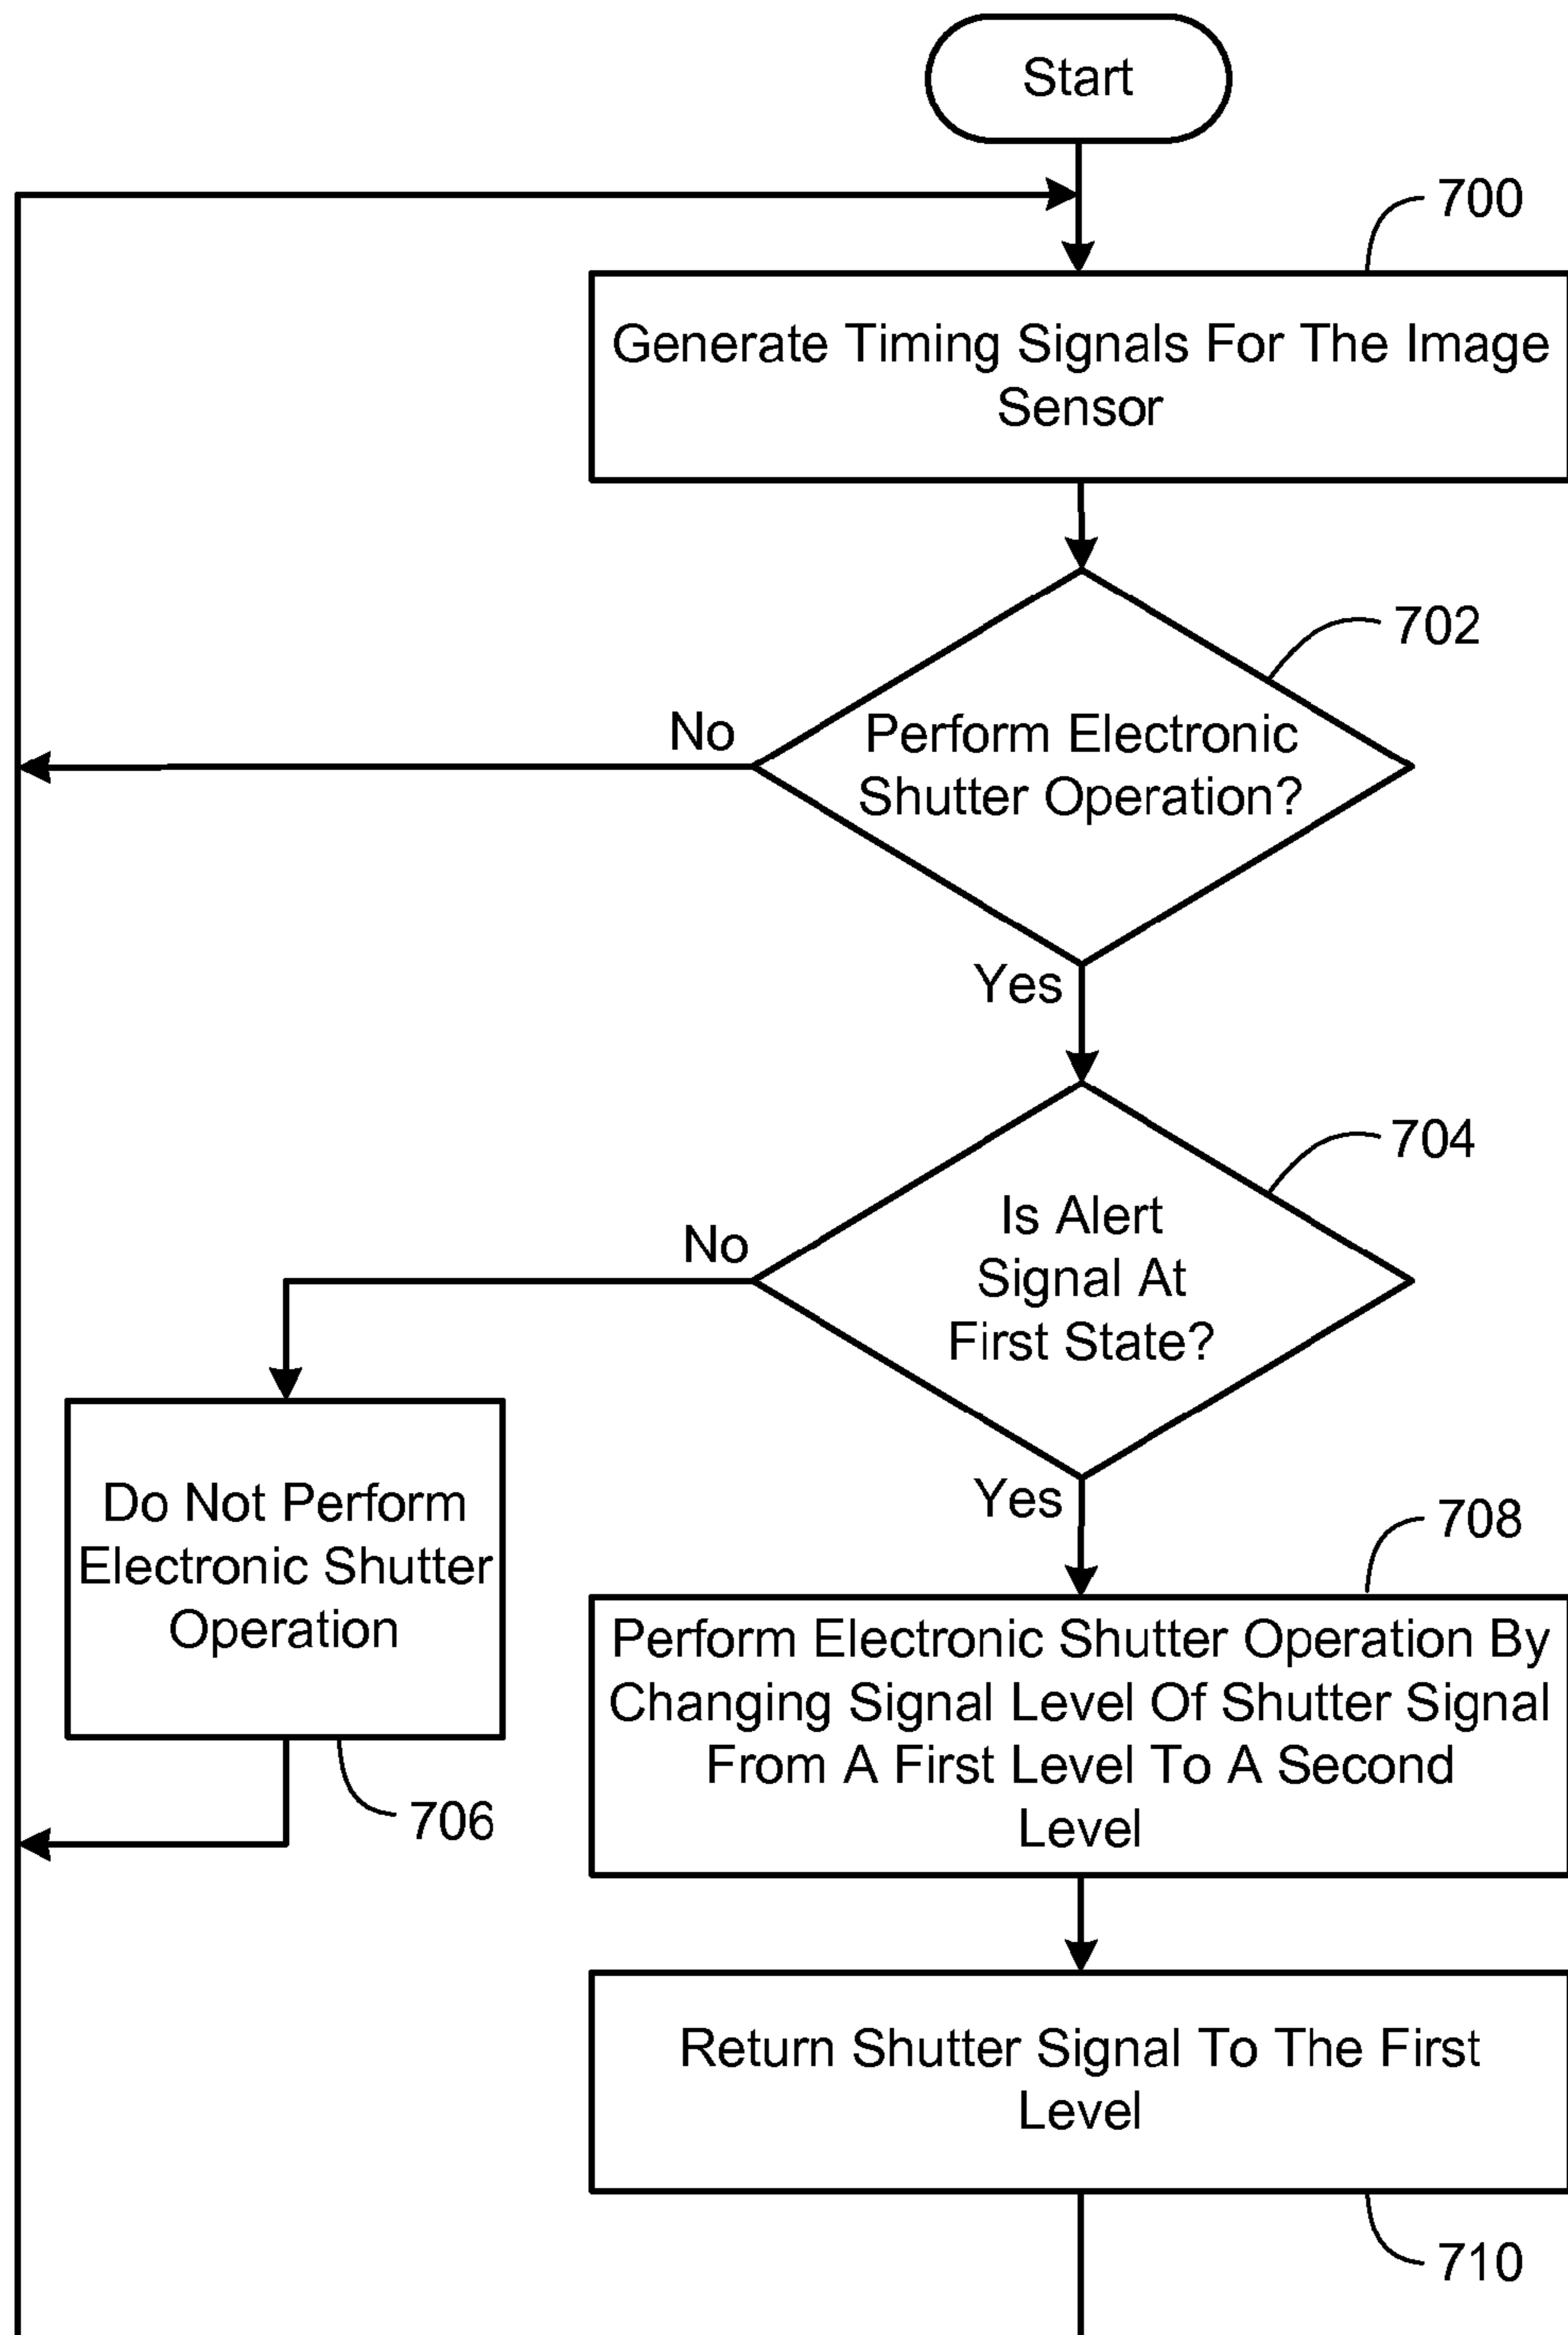 Start
700
Generate Timing Signals For The Image
Sensor
702
No
Perform Electronic
Shutter Operation?
Yes
704
No
Is Alert
Signal At
First State?
Yes
Do Not Perform
Electronic Shutter
Operation
706
708
Perform Electronic Shutter Operation By
Changing Signal Level Of Shutter Signal
From A First Level To A Second
Level
Return Shutter Signal To The First
Level
710